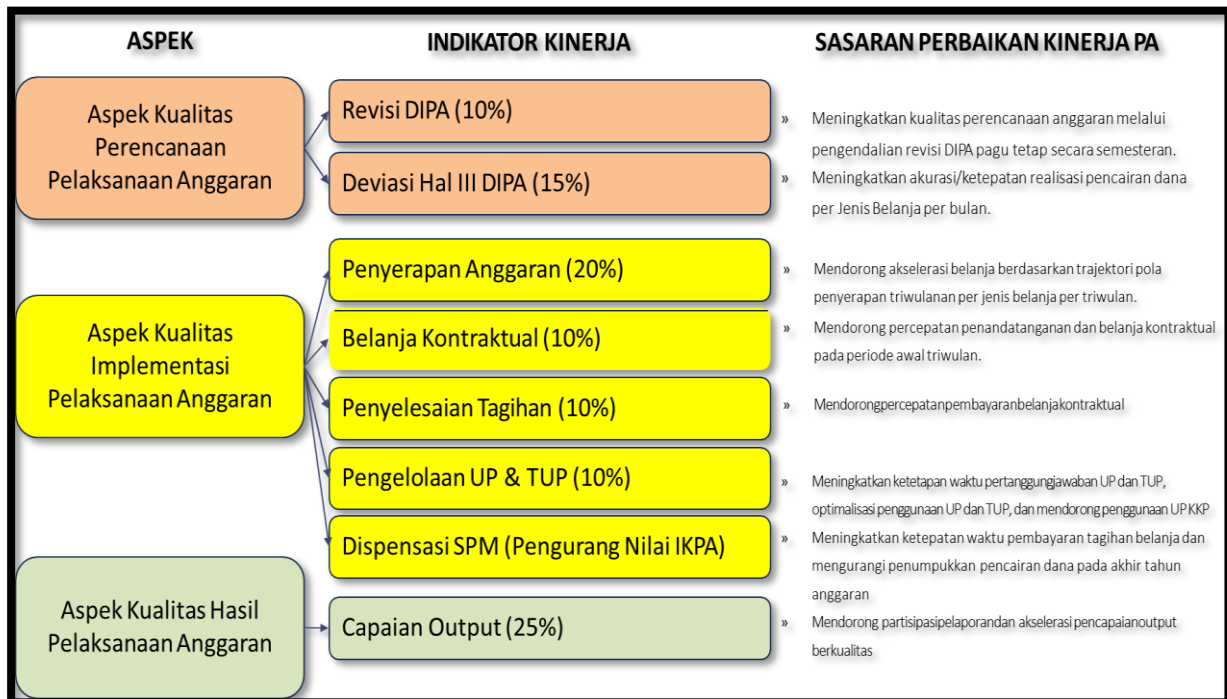 ASPEK
INDIKATOR KINERJA
SASARAN PERBAIKAN KINERJA PA
Aspek Kualitas
Perencanaan
Pelaksanaan Anggaran
Revisi DIPA (10%)
Deviasi Hal III DIPA (15%)
» Meningkatkan kualitas perencanaan anggaran melalui
pengendalian revisi DIPA pagu tetap secara semesteran.
» Meningkatkan akurasi/ketepatan realisasi pencairan dana
per Jenis Belanja per bulan.
Aspek Kualitas
Implementasi
Pelaksanaan Anggaran
Penyerapan Anggaran (20%)
Belanja Kontraktual (10%)
Penyelesaian Tagihan (10%)
Pengelolaan UP & TUP (10%)
Dispensasi SPM (Pengurang Nilai IKPA)
» Mendorong akselerasi belanja berdasarkan trajektori pola
penyerapan triwulanan per jenis belanja per triwulan.
» Mendorong percepatan penandatanganan dan belanja kontraktual
pada periode awal triwulan.
» Mendorongpercepatanpembayaranbelanjakontraktual
» Meningkatkan ketetapan waktu pertanggungjawaban UP dan TUP,
optimalisasi penggunaan UP dan TUP, dan mendorong penggunaan UP KKP
» Meningkatkan ketepatan waktu pembayaran tagihan belanja dan
mengurangi penumpukkan pencairan dana pada akhir tahun
anggaran
Aspek Kualitas Hasil
Pelaksanaan Anggaran
Capaian Output (25%)
» Mendorong partisipasipelaporandan akselerasi pencapaianoutput
berkualitas